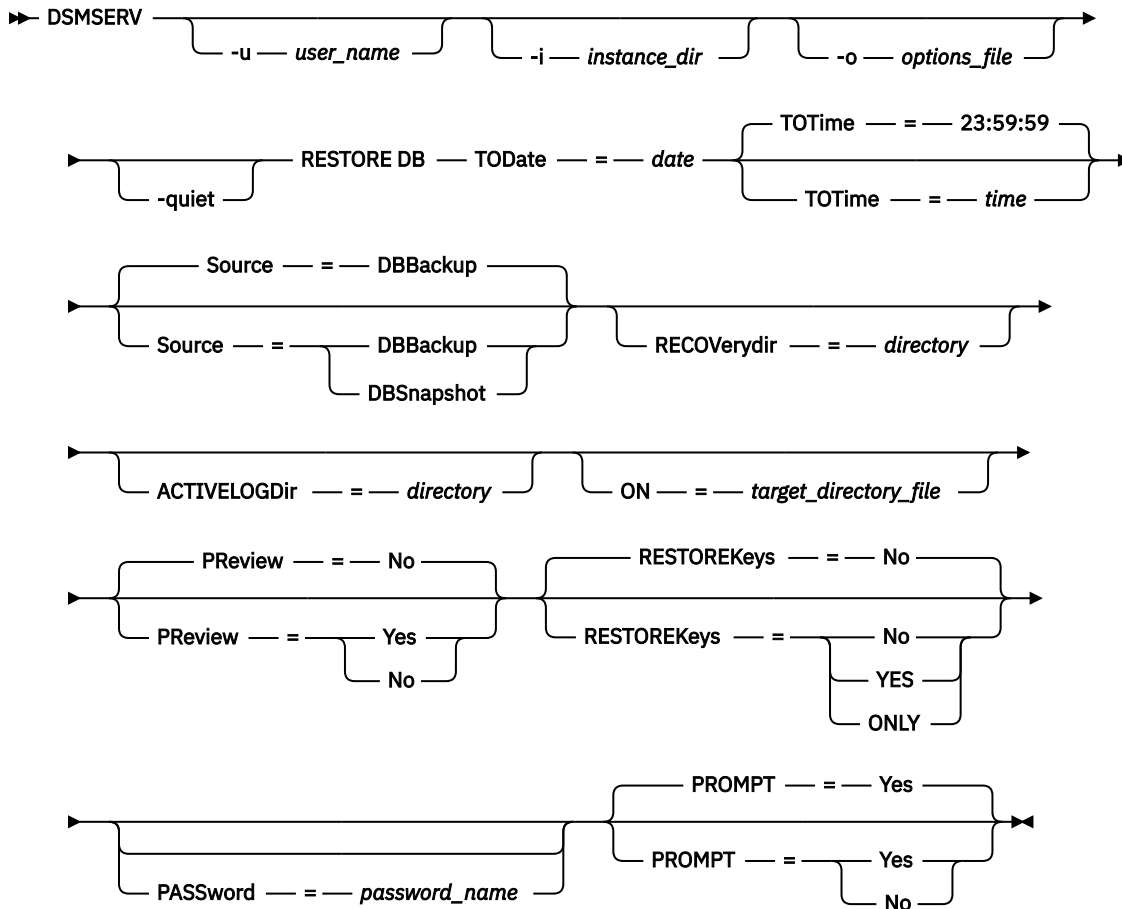 DSMSERV
-u user_name -i instance_dir -o options_file
TOTime = 23:59:59
RESTORE DB TODate = date
-quiet TOTime = time
Source = DBBackup
Source = DBBackup RECOVerydir = directory
DBSnapshot
ACTIVELOGDir = directory ON = target_directory_file
PReview = No RESTOREKeys = No
PReview = Yes RESTOREKeys = No
No YES
ONLY
PROMPT = Yes
PROMPT = Yes
PASSword = password_name No